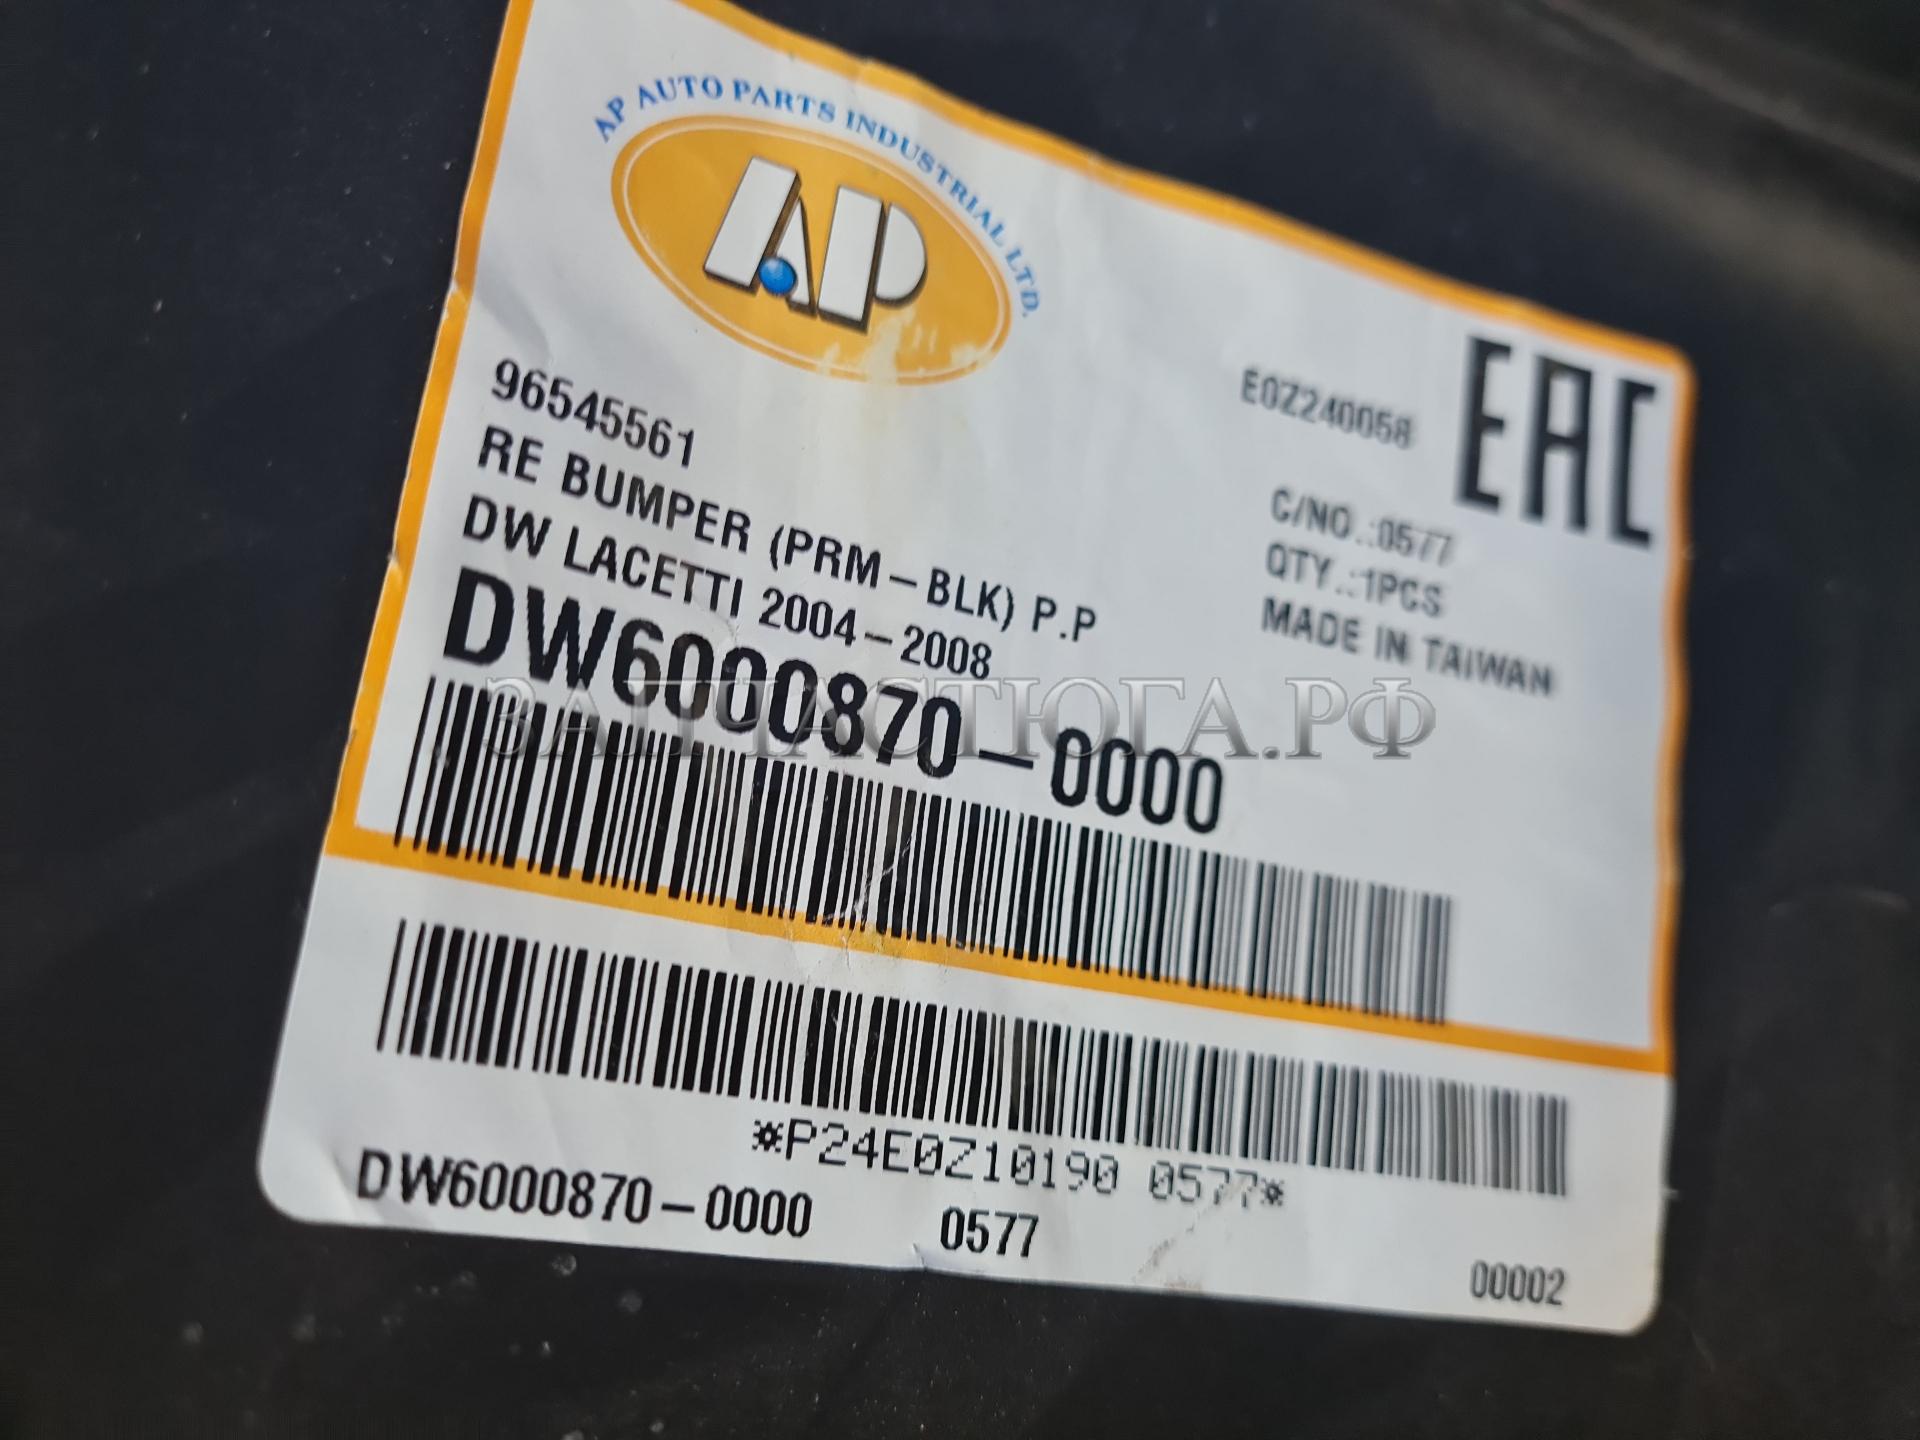 AP AUTO PARTS INDUSTRIAL LTD.
AP
EAC
E0Z240058
96545561
RE BUMPER (PRM-BLK) P.P
DW LACETTI 2004-2008
C/NO.:0577
QTY.:1PCS
MADE IN TAIWAN
DW6000870-0000
ЗАПЧАСТЮГА.РФ
*P24E0Z10190 0577*
DW6000870-0000 0577
00002